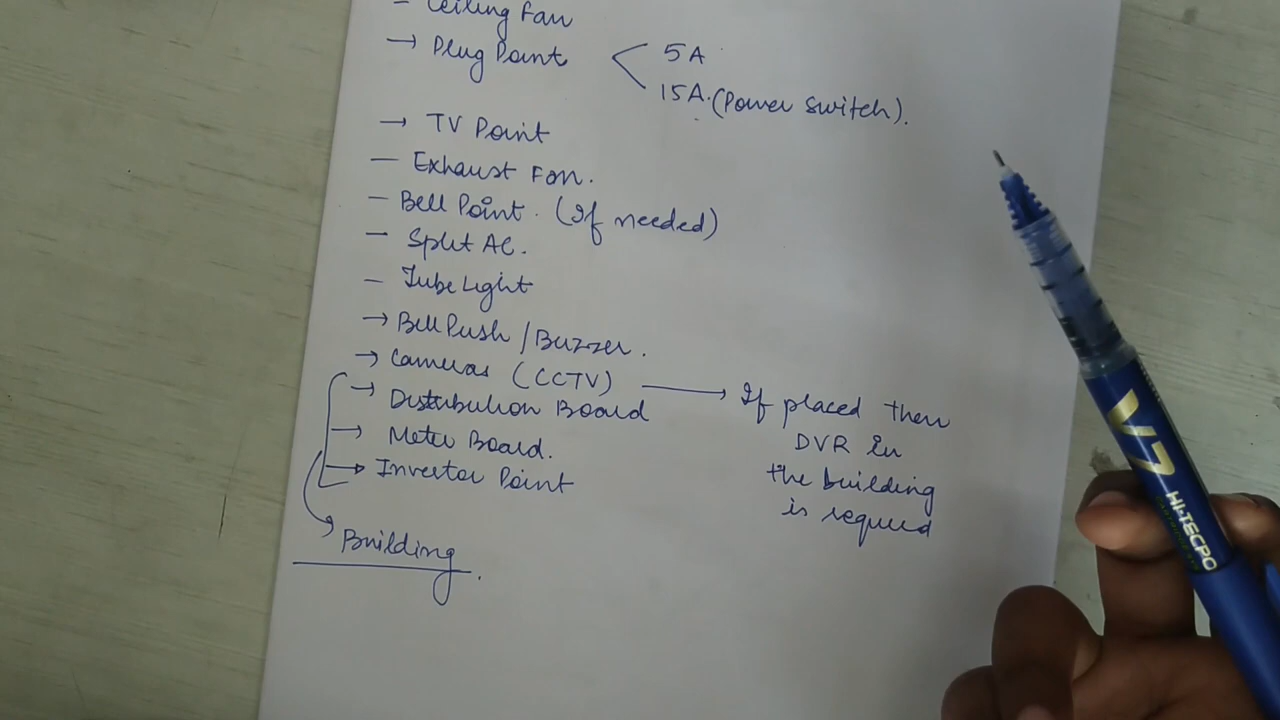 - Ceiling Fan
→ Plug Point < 5A
15A. (Power Switch).
→ TV Point
- Exhaust Fan.
- Bell Point. (If needed)
- Split AC.
- Tube Light
→ Bell Push / Buzzer.
→ Cameras (CCTV) → If placed then
DVR in
the building
is required
→ Distribution Board
→ Meter Board.
→ Invertor Point
→ Building.
V7
HI-TECPO